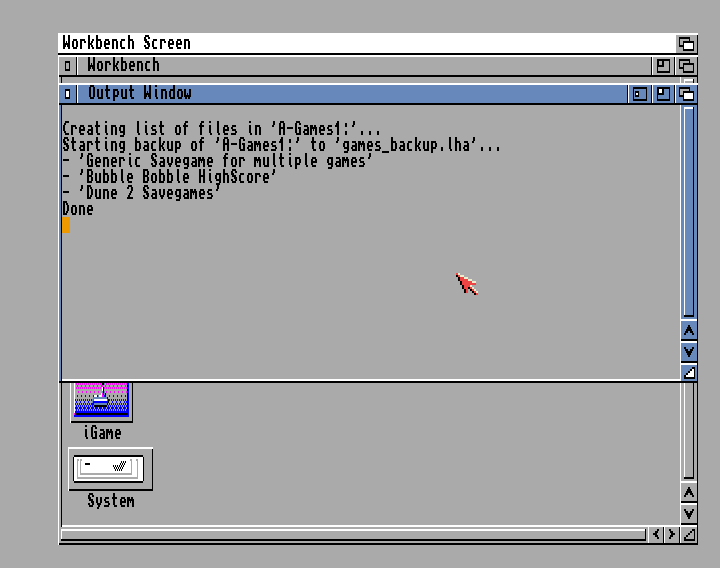 Workbench Screen
Workbench
Output Window
Creating list of files in 'A-Games1:'...
Starting backup of 'A-Games1:' to 'games_backup.lha'...
- 'Generic Savegame for multiple games'
- 'Bubble Bobble HighScore'
- 'Dune 2 Savegames'
Done
iGame
System